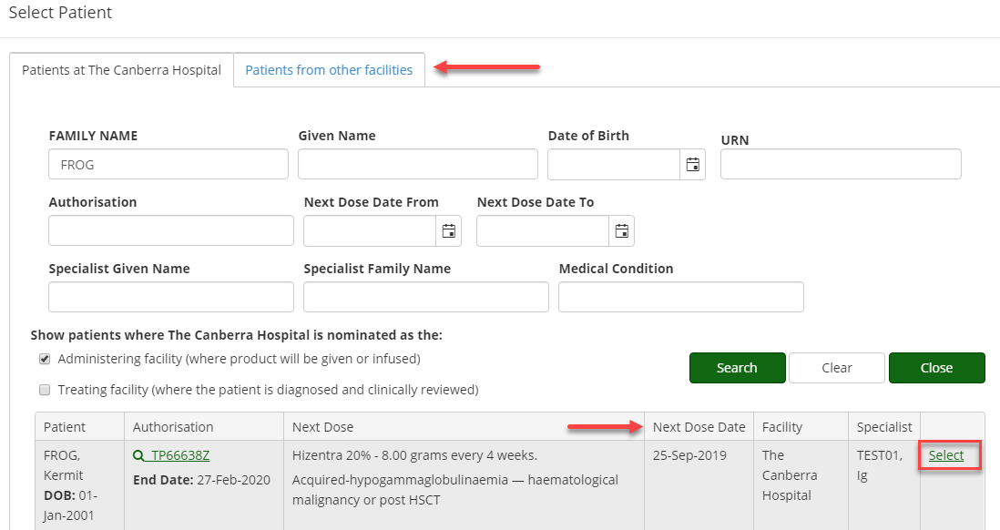 Select Patient
Patients at The Canberra Hospital
Patients from other facilities
FAMILY NAME
Given Name
Date of Birth
URN
FROG
Authorisation
Next Dose Date From
Next Dose Date To
Specialist Given Name
Specialist Family Name
Medical Condition
Show patients where The Canberra Hospital is nominated as the:
Administering facility (where product will be given or infused)
Treating facility (where the patient is diagnosed and clinically reviewed)
Search
Clear
Close
Patient
Authorisation
Next Dose
Next Dose Date
Facility
Specialist
FROG,
Kermit
DOB: 01-
Jan-2001
TP66638Z
End Date: 27-Feb-2020
Hizentra 20% - 8.00 grams every 4 weeks.
Acquired-hypogammaglobulinaemia — haematological
malignancy or post HSCT
25-Sep-2019
The
Canberra
Hospital
TEST01,
Ig
Select